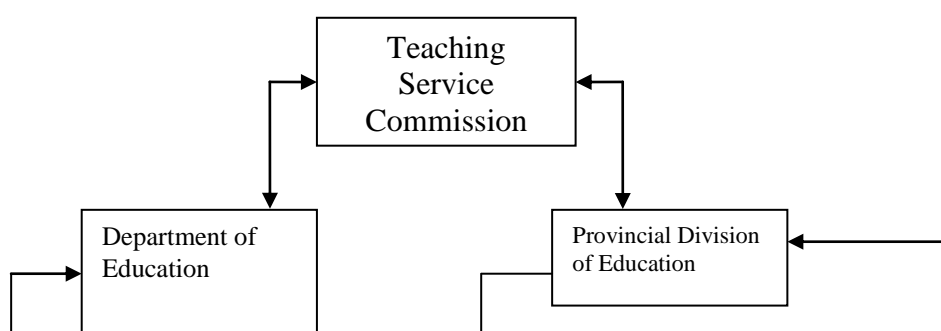 Teaching
Service
Commission
Department of
Education
Provincial Division
of Education